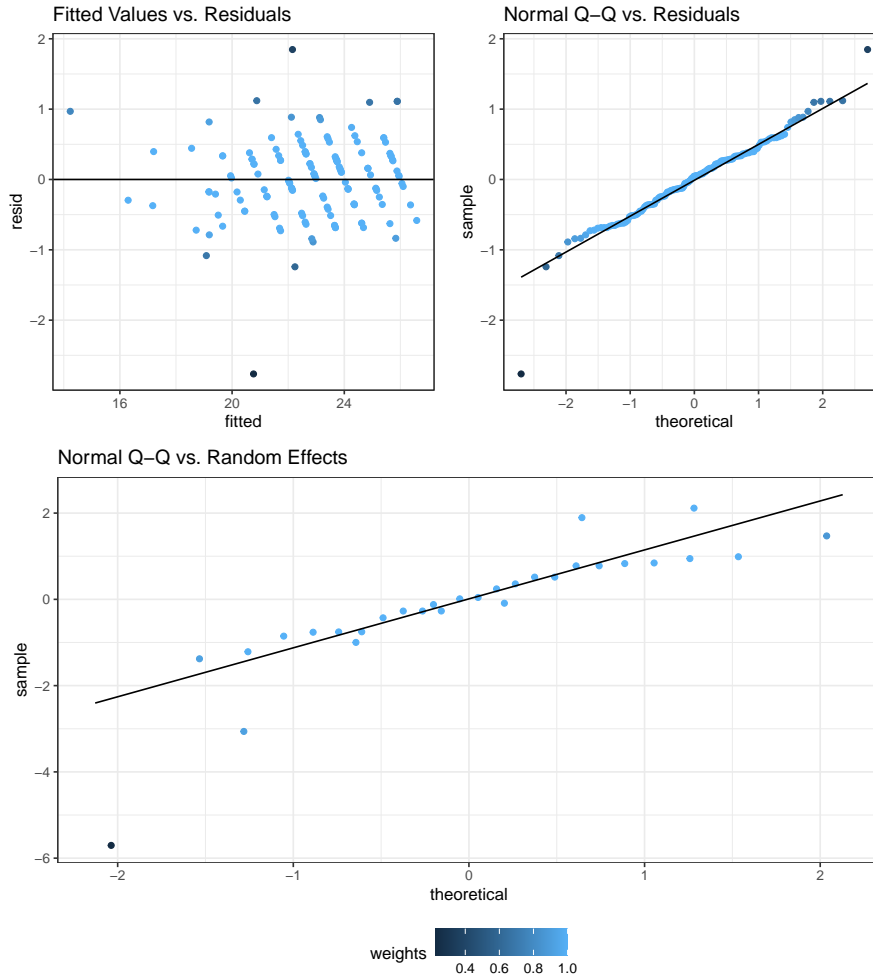 Fitted Values vs. Residuals
2
1
0
−1
−2
resid
16
20
24
fitted
Normal Q−Q vs. Residuals
2
1
0
−1
−2
sample
−2
−1
0
1
2
theoretical
Normal Q−Q vs. Random Effects
2
0
−2
−4
−6
sample
−2
−1
0
1
2
theoretical
weights
0.4 0.6 0.8 1.0